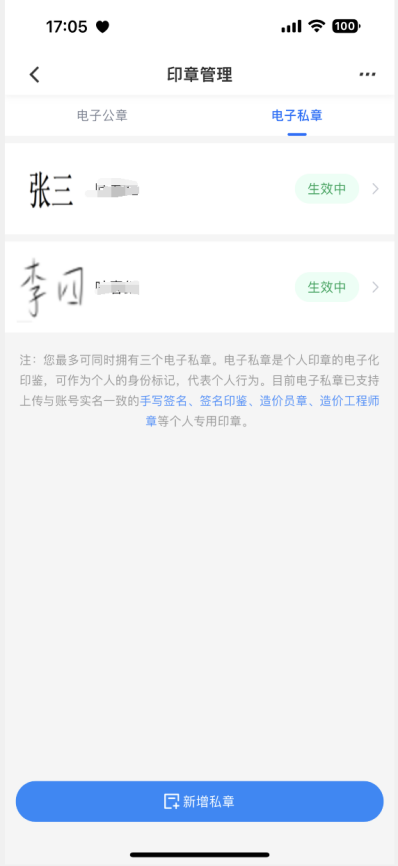 17:05
100
印章管理
电子公章 电子私章
张三 生效中
李四 生效中
注：您最多可同时拥有三个电子私章。电子私章是个人印章的电子化
印鉴，可作为个人的身份标记，代表个人行为。目前电子私章已支持
上传与账号实名一致的手写签名、签名印鉴、造价员章、造价工程师
章等个人专用印章。
新增私章